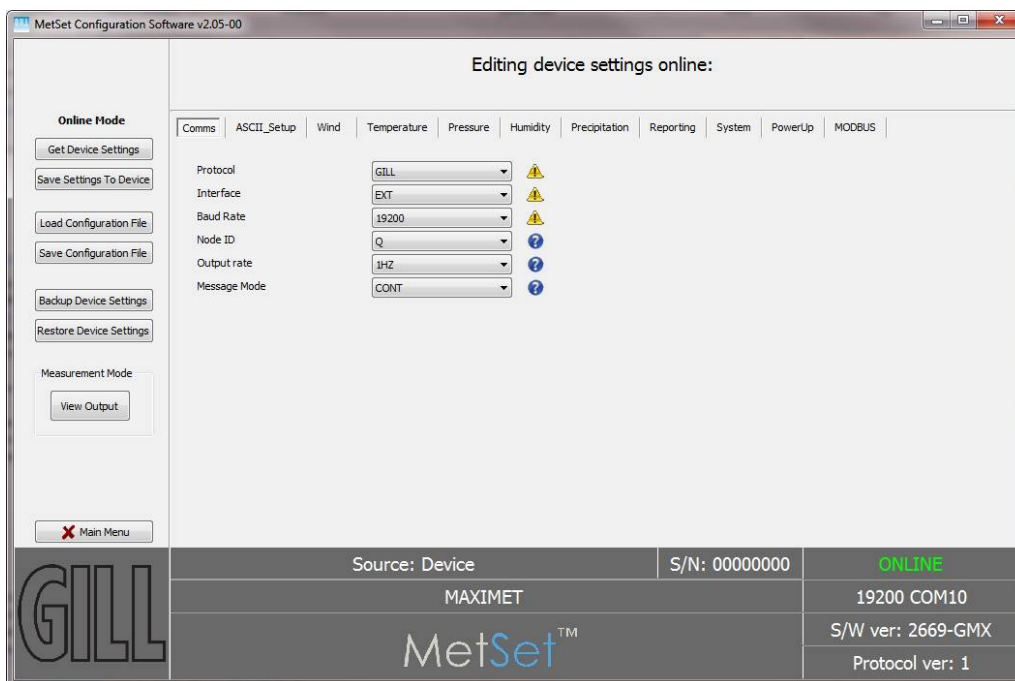 MetSet Configuration Software v2.05-00
Editing device settings online:
Online Mode
Get Device Settings
Save Settings To Device
Load Configuration File
Save Configuration File
Backup Device Settings
Restore Device Settings
Measurement Mode
View Output
Main Menu
Comms ASCII_Setup Wind Temperature Pressure Humidity Precipitation Reporting System PowerUp MODBUS
Protocol GILL
Interface EXT
Baud Rate 19200
Node ID Q
Output rate 1HZ
Message Mode CONT
GILL
Source: Device S/N: 00000000 ONLINE
MAXIMET 19200 COM10
MetSet™ S/W ver: 2669-GMX
Protocol ver: 1